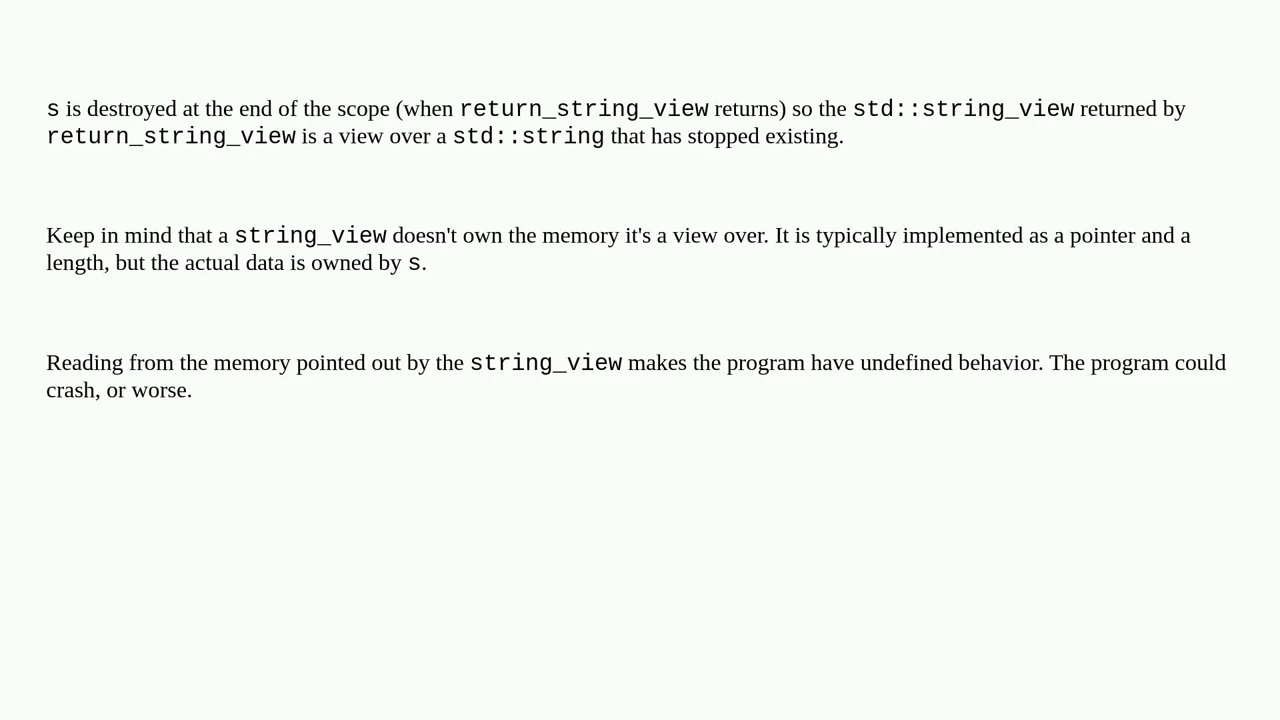 s is destroyed at the end of the scope (when return_string_view returns) so the std::string_view returned by
return_string_view is a view over a std::string that has stopped existing.
Keep in mind that a string_view doesn't own the memory it's a view over. It is typically implemented as a pointer and a
length, but the actual data is owned by s.
Reading from the memory pointed out by the string_view makes the program have undefined behavior. The program could
crash, or worse.